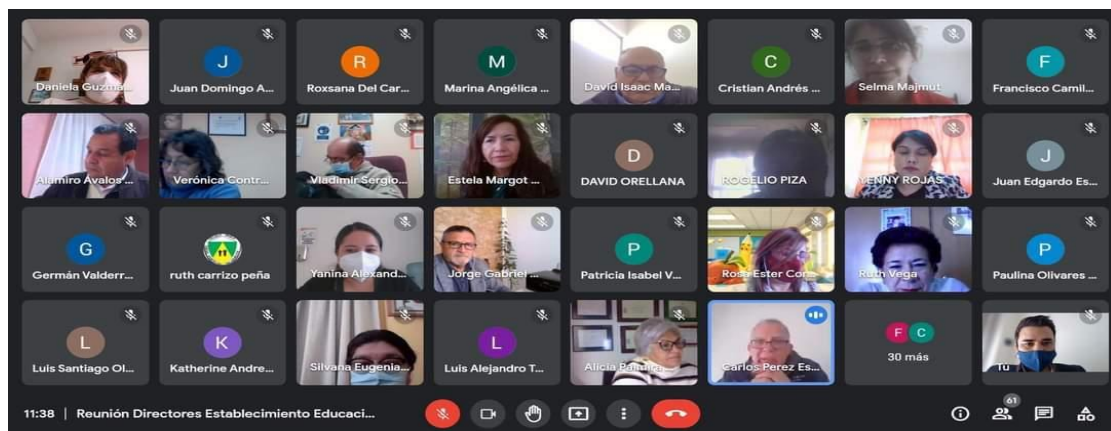 Daniela Guzmá...
J
Juan Domingo A...
R
Roxsana Del Car...
M
Marina Angélica ...
David Isaac Ma...
C
Cristian Andrés ...
Selma Majmut
F
Francisco Camil...
Alamiro Ávalos ...
Verónica Contr...
Vladimir Sergio...
Estela Margot ...
D
DAVID ORELLANA
ROGELIO PIZA
YENNY ROJAS
J
Juan Edgardo Es...
G
Germán Valderr...
ruth carrizo peña
Yanina Alexand...
Jorge Gabriel ...
P
Patricia Isabel V...
Rosa Ester Cor...
Ruth Vega
P
Paulina Olivares ...
L
Luis Santiago Ol...
K
Katherine Andre...
Silvana Eugenia...
L
Luis Alejandro T...
Alicia
Carlos Perez Es...
F C
30 más
Tú
11:38 | Reunión Directores Establecimiento Educaci...
61